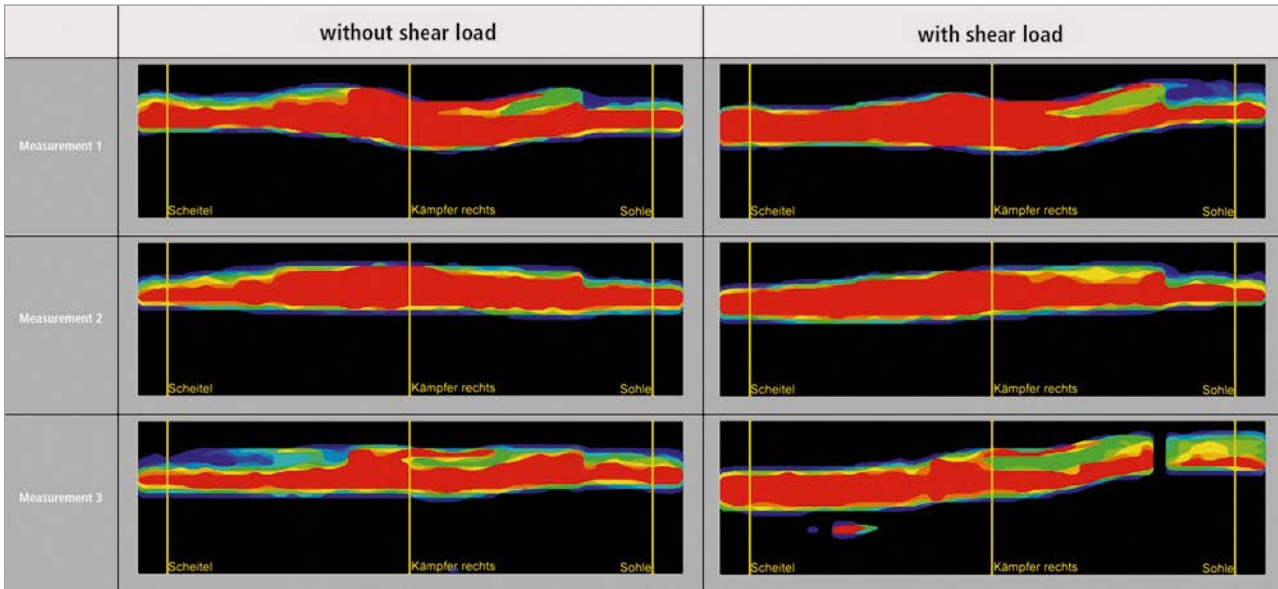 without shear load
with shear load
Measurement 1
Scheitel
Kämpfer rechts
Sohle
Scheitel
Kämpfer rechts
Sohle
Measurement 2
Scheitel
Kämpfer rechts
Sohle
Scheitel
Kämpfer rechts
Sohle
Measurement 3
Scheitel
Kämpfer rechts
Sohle
Scheitel
Kämpfer rechts
Sohle